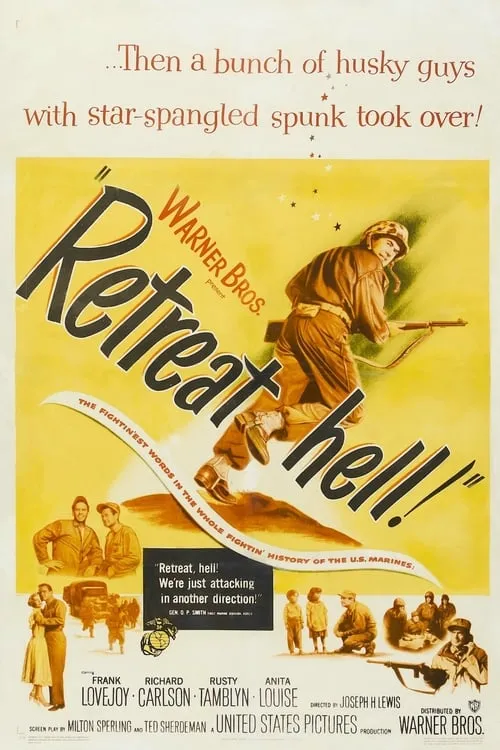 ...Then a bunch of husky guys
with star-spangled spunk took over!
WARNER BROS.
present
"Retreat hell!"
THE FIGHTIN'EST WORDS IN THE WHOLE FIGHTIN' HISTORY OF THE U.S. MARINES!
"Retreat, hell!
We're just attacking
in another direction!"
GEN. O. P. SMITH
FRANK LOVEJOY
RICHARD CARLSON
RUSTY TAMBLYN
ANITA LOUISE
DIRECTED BY JOSEPH H LEWIS
SCREEN PLAY BY MILTON SPERLING AND TED SHERDEMAN
A UNITED STATES PICTURES PRODUCTION
DISTRIBUTED BY WARNER BROS.